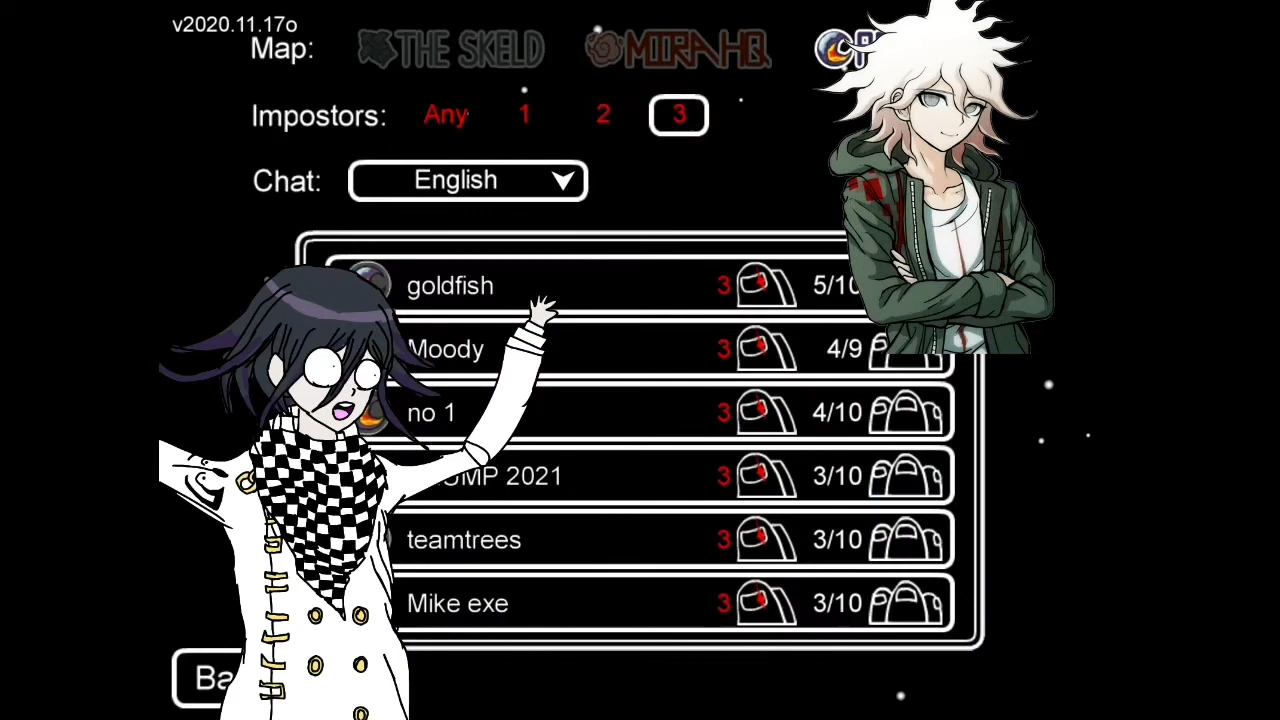 v2020.11.17o
Map: THE SKELD MIRA HQ
Impostors: Any 1 2 3
Chat: English
goldfish 3 5/10
Moody 3 4/9
no 1 3 4/10
2021 3 3/10
teamtrees 3 3/10
Mike exe 3 3/10